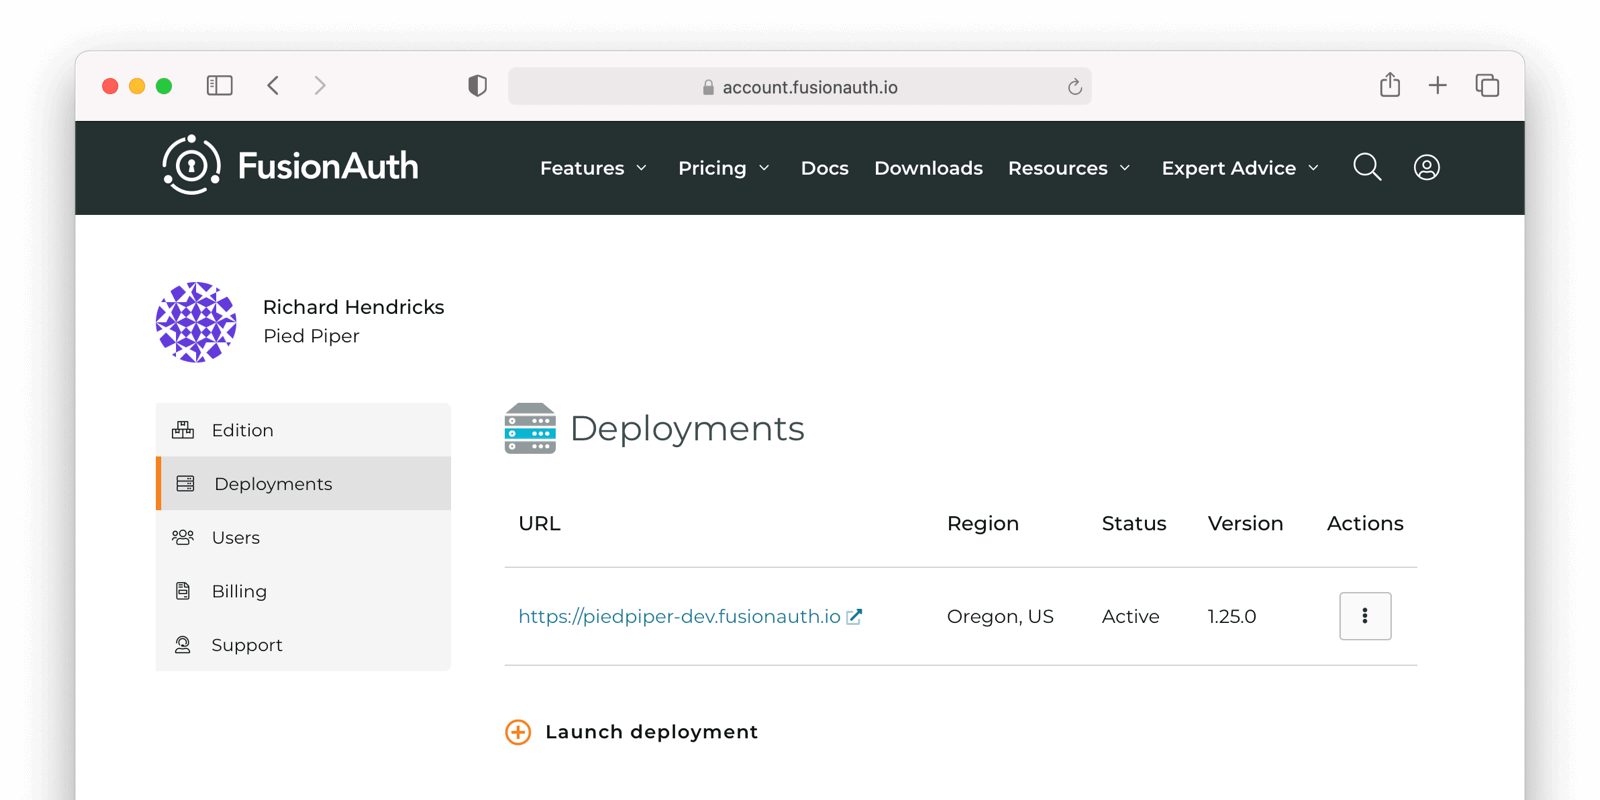 account.fusionauth.io
FusionAuth Features Pricing Docs Downloads Resources Expert Advice
Richard Hendricks
Pied Piper
Edition
Deployments
Users
Billing
Support
Deployments
URL Region Status Version Actions
https://piedpiper-dev.fusionauth.io Oregon, US Active 1.25.0
Launch deployment